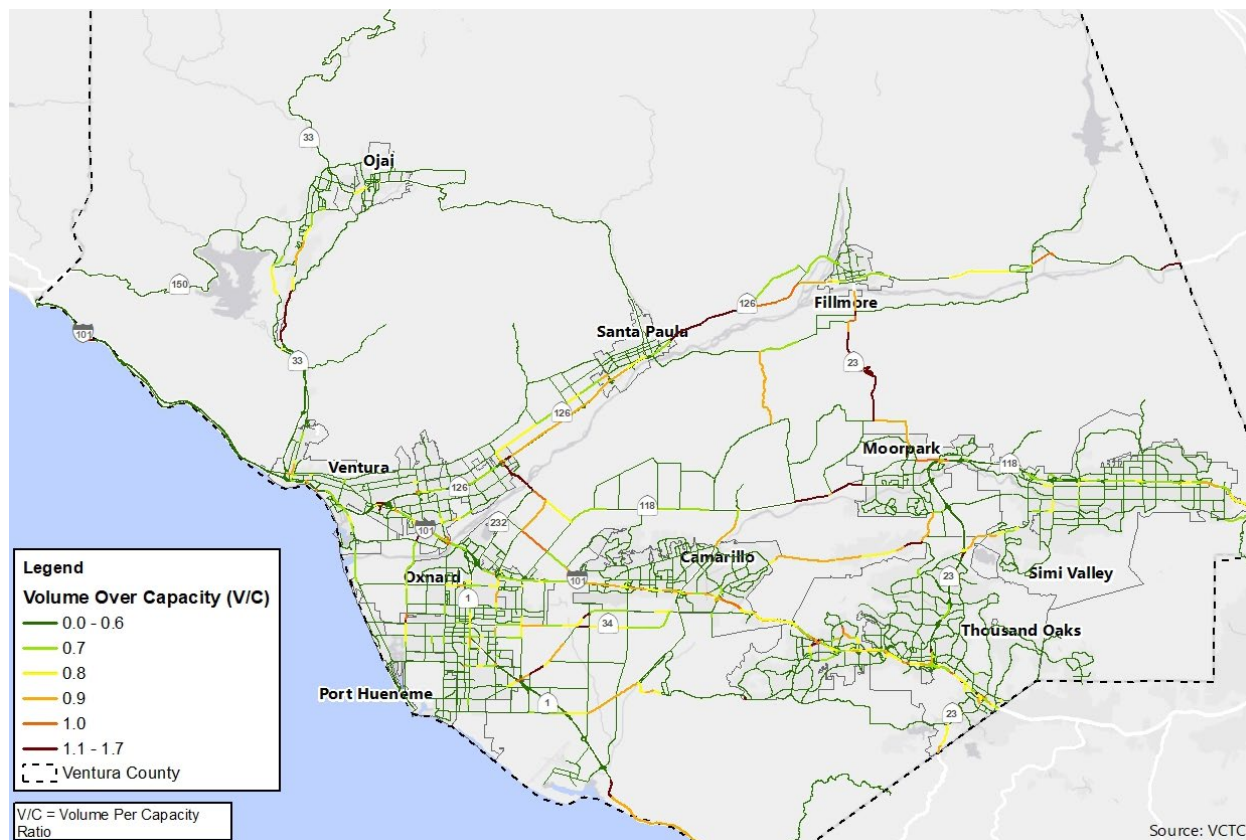 33
Ojai
150
101
33
126
Fillmore
Santa Paula
23
126
Moorpark
118
Ventura
126
118
232
101
Camarillo
Oxnard
101
Simi Valley
1
23
34
Thousand Oaks
Port Hueneme
1
23
Legend
Volume Over Capacity (V/C)
0.0 - 0.6
0.7
0.8
0.9
1.0
1.1 - 1.7
Ventura County
V/C = Volume Per Capacity
Ratio
Source: VCTC